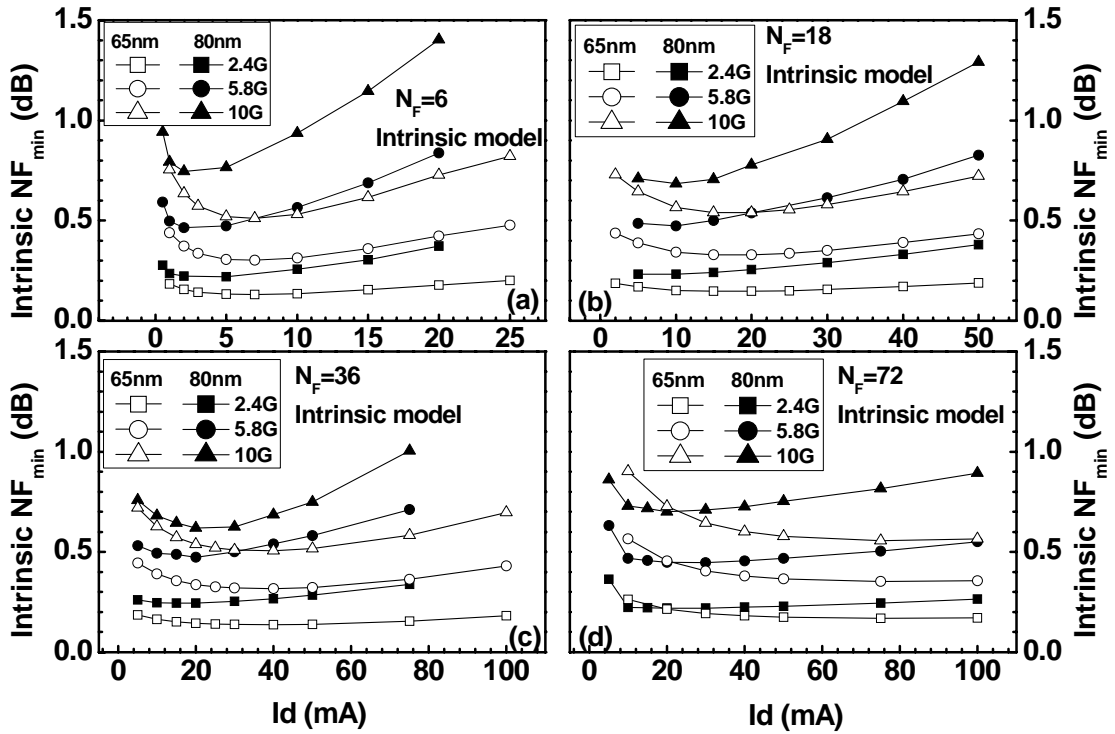 1.5
1.0
0.5
0.0
Intrinsic NF_min (dB)
65nm 80nm
2.4G
5.8G
10G
N_F=6
Intrinsic model
(a)
0 5 10 15 20 25
65nm 80nm
2.4G
5.8G
10G
N_F=18
Intrinsic model
(b)
0 10 20 30 40 50
1.5
1.0
0.5
0.0
Intrinsic NF_min (dB)
1.5
1.0
0.5
0.0
Intrinsic NF_min (dB)
65nm 80nm
2.4G
5.8G
10G
N_F=36
Intrinsic model
(c)
0 20 40 60 80 100
Id (mA)
65nm 80nm
2.4G
5.8G
10G
N_F=72
Intrinsic model
(d)
0 20 40 60 80 100
Id (mA)
1.5
1.0
0.5
0.0
Intrinsic NF_min (dB)